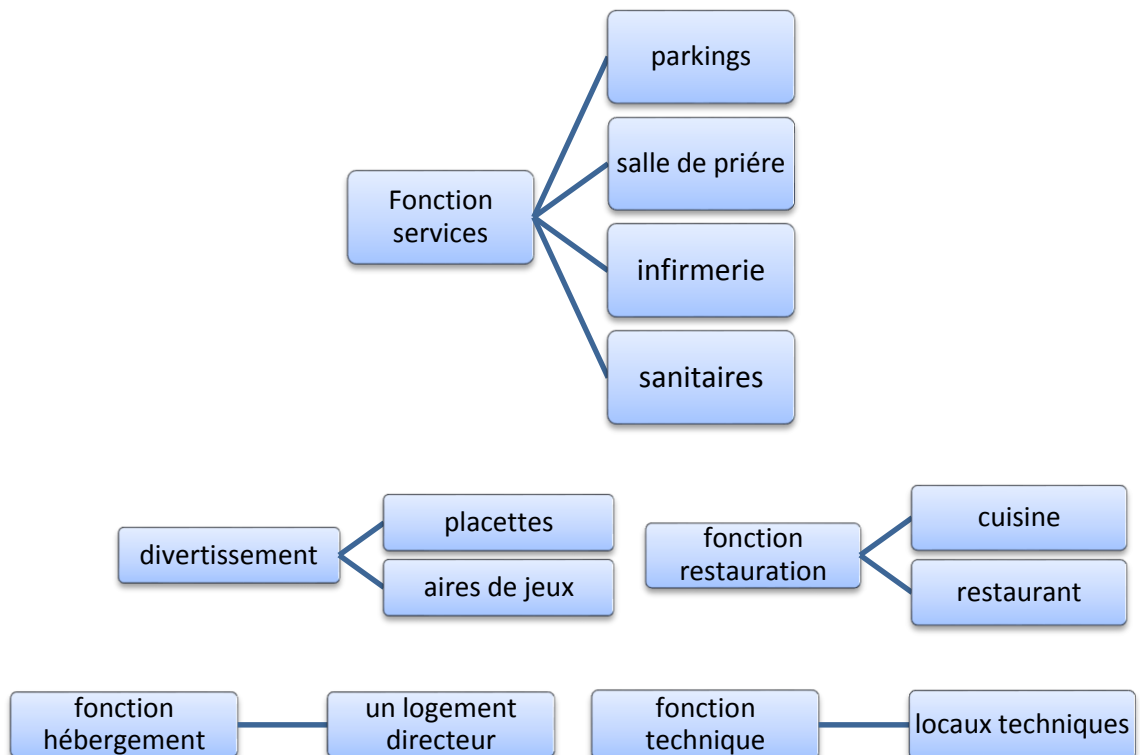 parkings
salle de priére
Fonction
services
infirmerie
sanitaires
divertissement
placettes
aires de jeux
fonction
restauration
cuisine
restaurant
fonction
hébergement
un logement
directeur
fonction
technique
locaux techniques